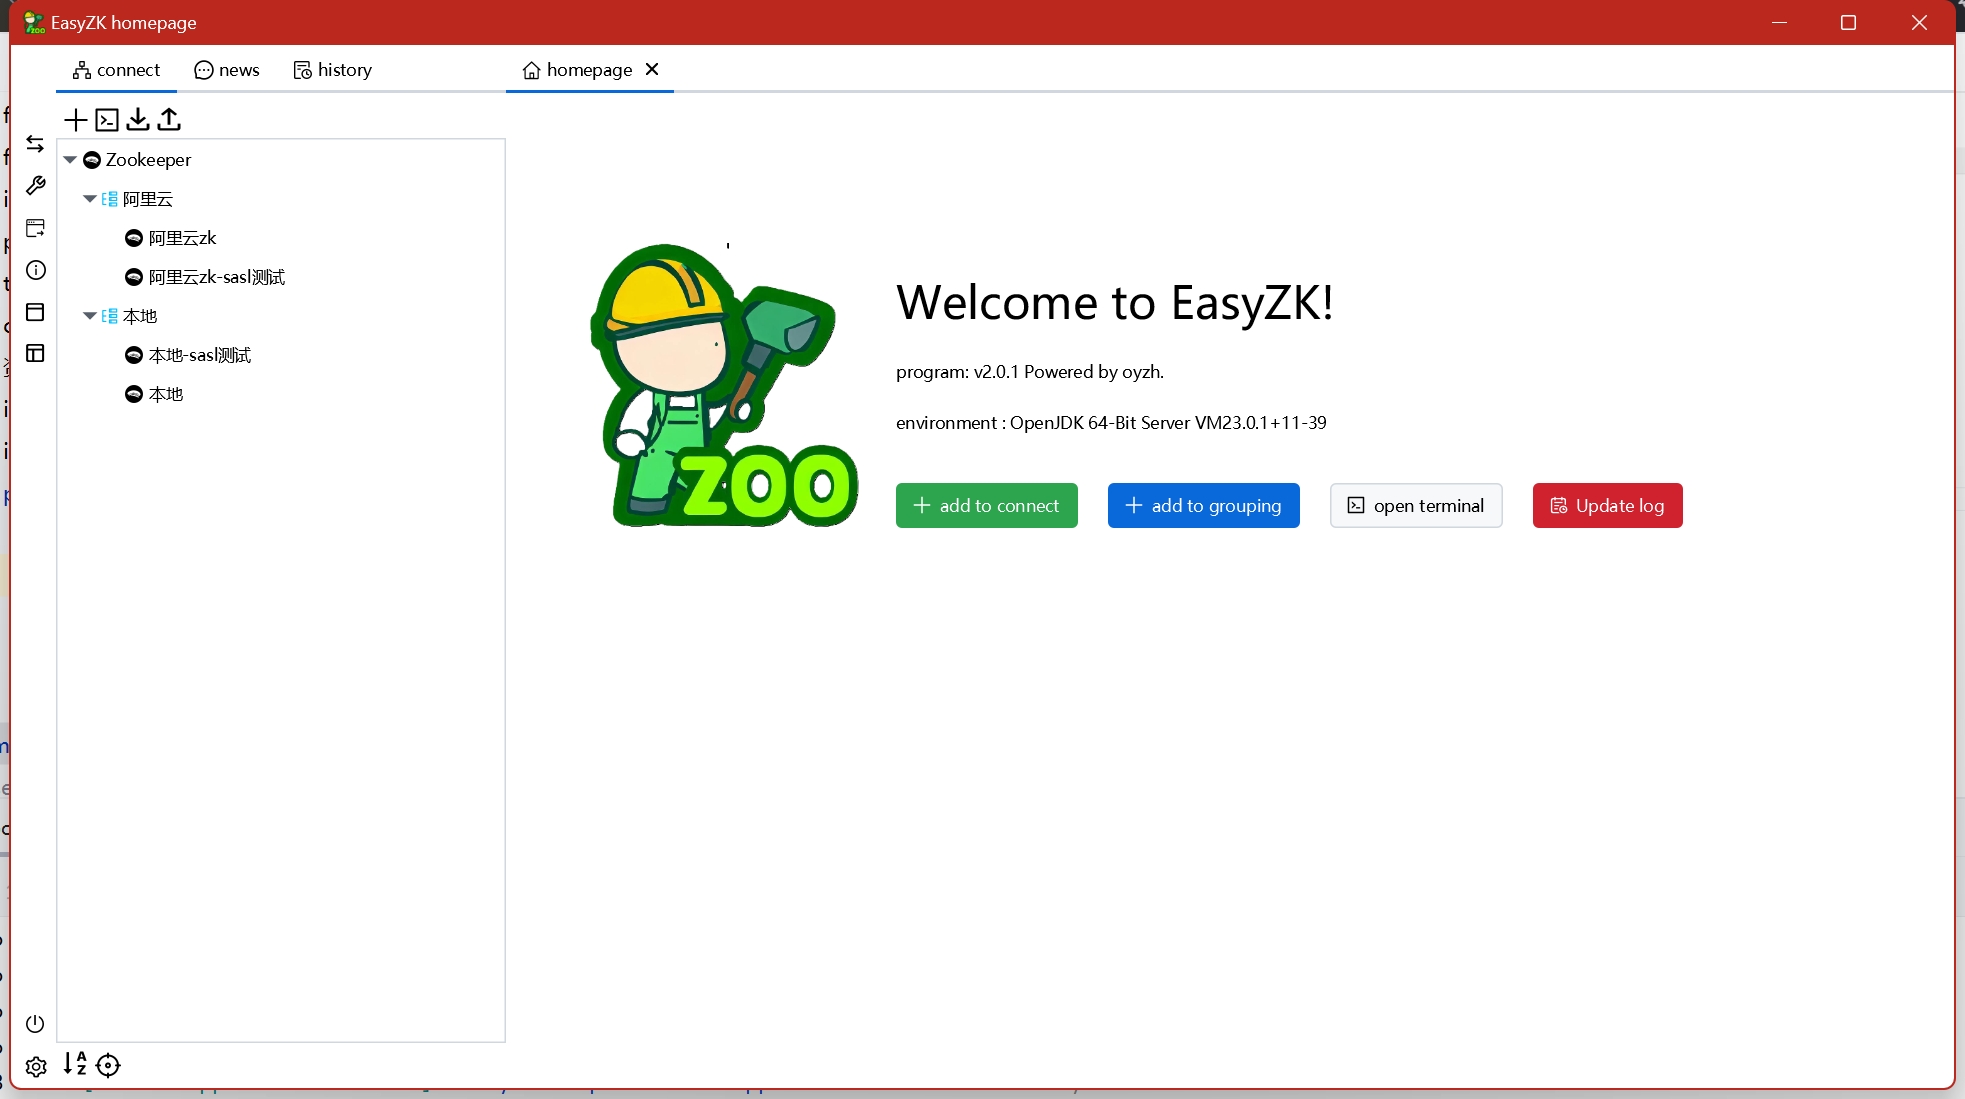 EasyZK homepage
connect
news
history
homepage
Zookeeper
阿里云
阿里云zk
阿里云zk-sasl测试
本地
本地-sasl测试
本地
ZOO
Welcome to EasyZK!
program: v2.0.1 Powered by oyzh.
environment : OpenJDK 64-Bit Server VM23.0.1+11-39
add to connect
add to grouping
open terminal
Update log